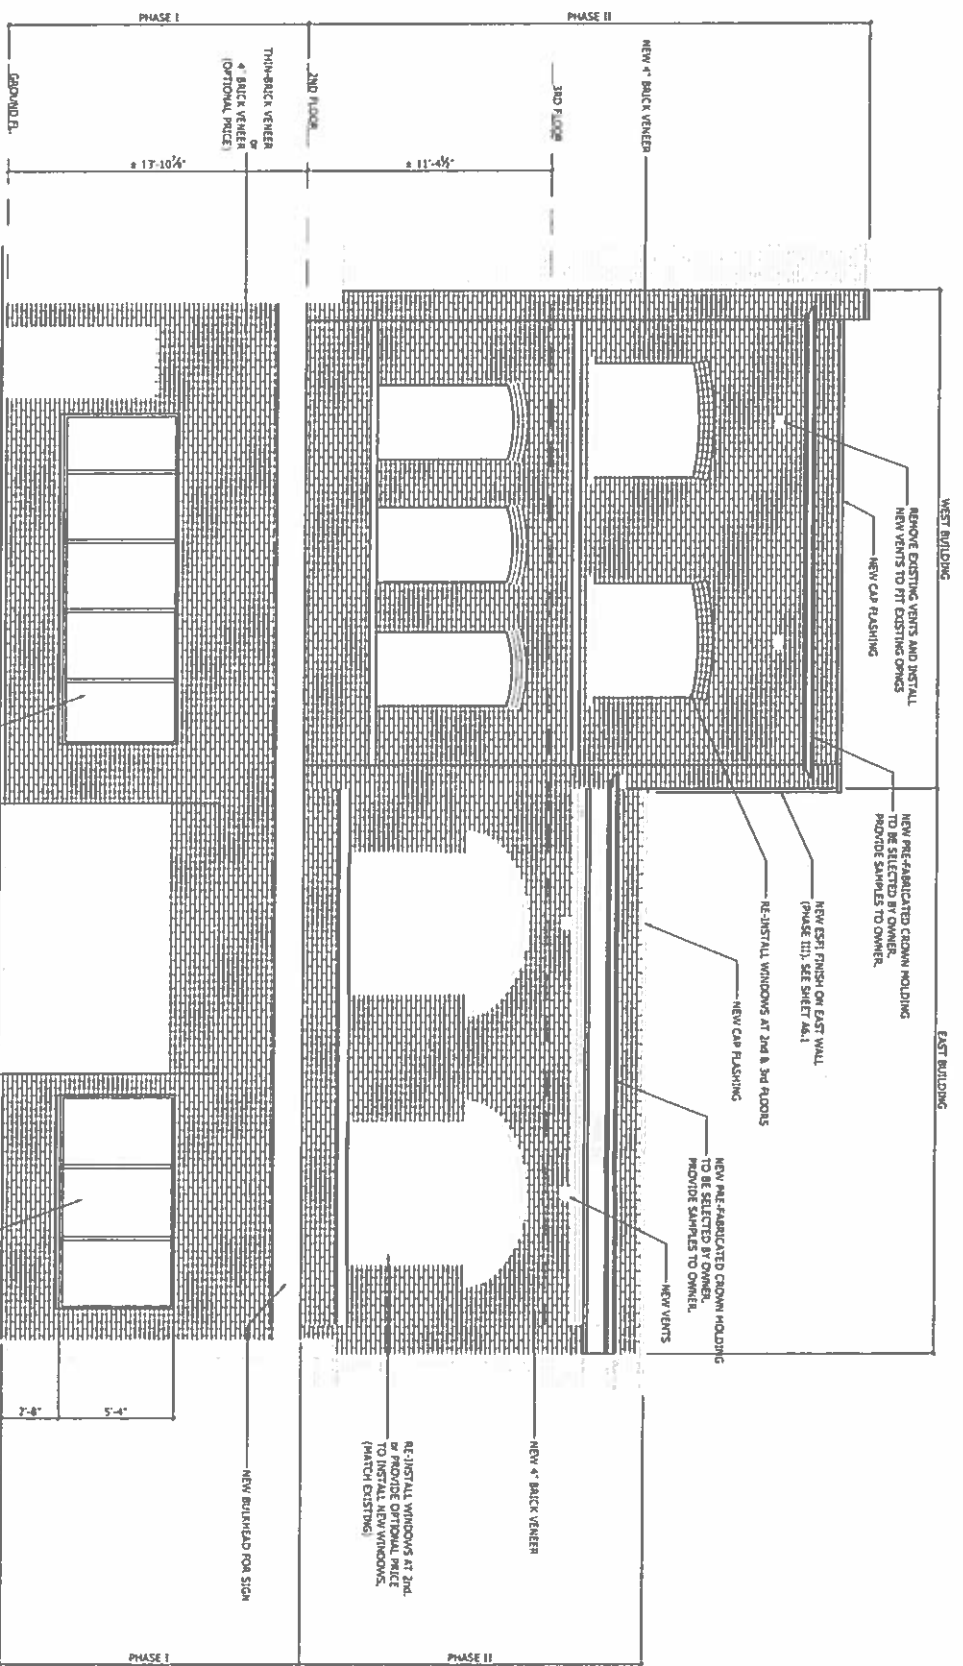 WEST BUILDING
EAST BUILDING
REMOVE EXISTING VENTS AND INSTALL
NEW VENTS TO FIT EXISTING OPNGS
NEW CAP FLASHING
NEW PRE-FABRICATED CROWN MOLDING
TO BE SELECTED BY OWNER.
PROVIDE SAMPLES TO OWNER.
NEW ESFI FINISH ON EAST WALL
(PHASE III). SEE SHEET A6.1
RE-INSTALL WINDOWS AT 2nd & 3rd FLOORS
NEW CAP FLASHING
NEW PRE-FABRICATED CROWN MOLDING
TO BE SELECTED BY OWNER.
PROVIDE SAMPLES TO OWNER.
NEW VENTS
PHASE II
NEW 4" BRICK VENEER
3RD FLOOR
± 11'-4½"
2ND FLOOR
PHASE I
THIN-BRICK VENEER
or
4" BRICK VENEER
(OPTIONAL PRICE)
± 13'-10⅞"
GROUND FL.
NEW 4" BRICK VENEER
RE-INSTALL WINDOWS AT 2nd.
or PROVIDE OPTIONAL PRICE
TO INSTALL NEW WINDOWS.
(MATCH EXISTING)
NEW BULKHEAD FOR SIGN
5'-4"
2'-8"
PHASE II
PHASE I